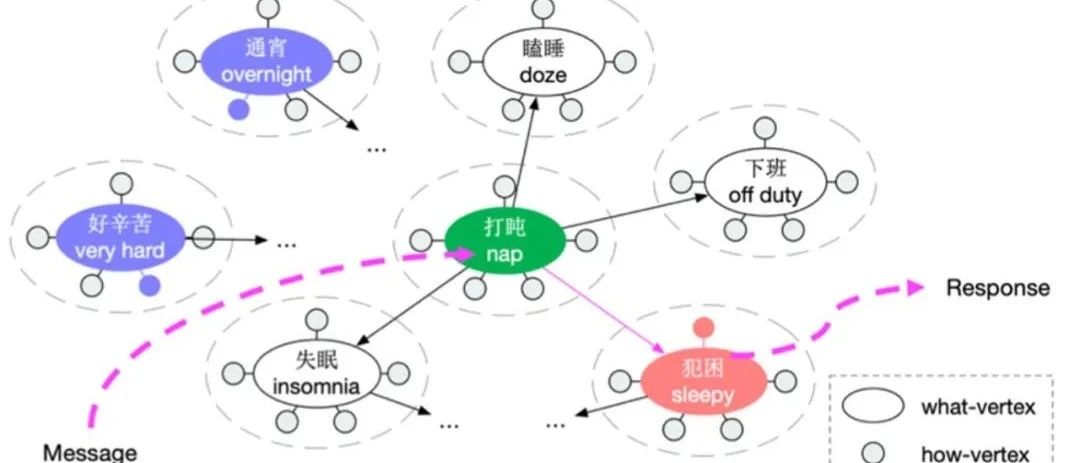 通宵
overnight
瞌睡
doze
...
下班
off duty
好辛苦
very hard
...
打盹
nap
Response
失眠
insomnia
犯困
sleepy
...
...
what-vertex
Message
how-vertex